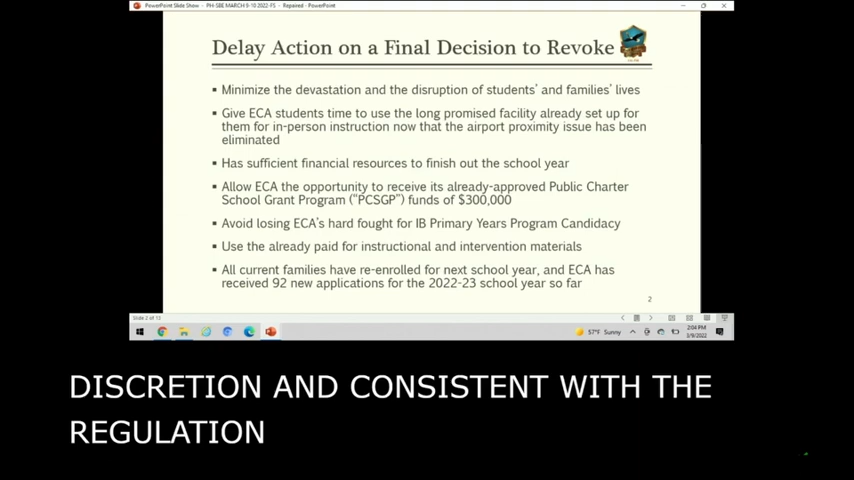 PowerPoint Slide Show - PH-SBE MARCH 9-10 2022-FS - Repaired - PowerPoint
Delay Action on a Final Decision to Revoke
▪ Minimize the devastation and the disruption of students' and families' lives
▪ Give ECA students time to use the long promised facility already set up for
them for in-person instruction now that the airport proximity issue has been
eliminated
▪ Has sufficient financial resources to finish out the school year
▪ Allow ECA the opportunity to receive its already-approved Public Charter
School Grant Program ("PCSGP") funds of $300,000
▪ Avoid losing ECA's hard fought for IB Primary Years Program Candidacy
▪ Use the already paid for instructional and intervention materials
▪ All current families have re-enrolled for next school year, and ECA has
received 92 new applications for the 2022-23 school year so far
2
Slide 2 of 15
57°F Sunny
2:04 PM
3/9/2022
DISCRETION AND CONSISTENT WITH THE
REGULATION